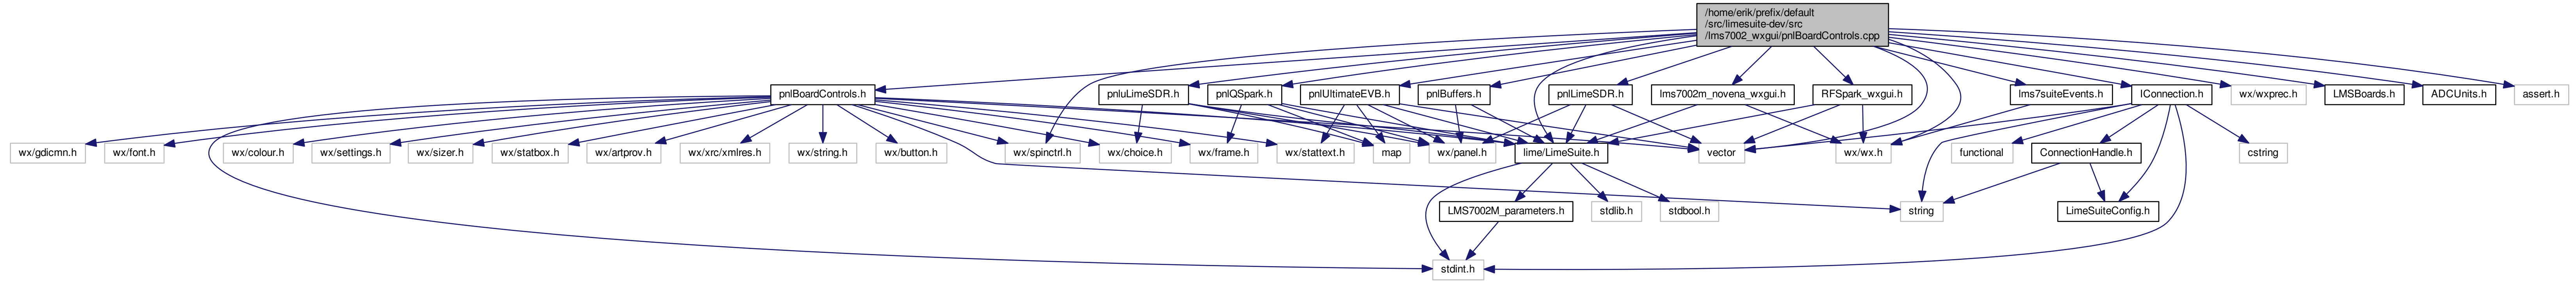 /home/erik/prefix/default
/src/limesuite-dev/src
/lms7002_wxgui/pnlBoardControls.cpp
pnlBoardControls.h
pnluLimeSDR.h
pnlQSpark.h
pnlUltimateEVB.h
pnlBuffers.h
pnlLimeSDR.h
lms7002m_novena_wxgui.h
RFSpark_wxgui.h
lms7suiteEvents.h
IConnection.h
wx/wxprec.h
LMSBoards.h
ADCUnits.h
assert.h
wx/gdicmn.h
wx/font.h
wx/colour.h
wx/settings.h
wx/sizer.h
wx/statbox.h
wx/artprov.h
wx/xrc/xmlres.h
wx/string.h
wx/button.h
wx/spinctrl.h
wx/choice.h
wx/frame.h
wx/stattext.h
map
wx/panel.h
lime/LimeSuite.h
vector
wx/wx.h
functional
ConnectionHandle.h
cstring
LMS7002M_parameters.h
stdlib.h
stdbool.h
string
LimeSuiteConfig.h
stdint.h